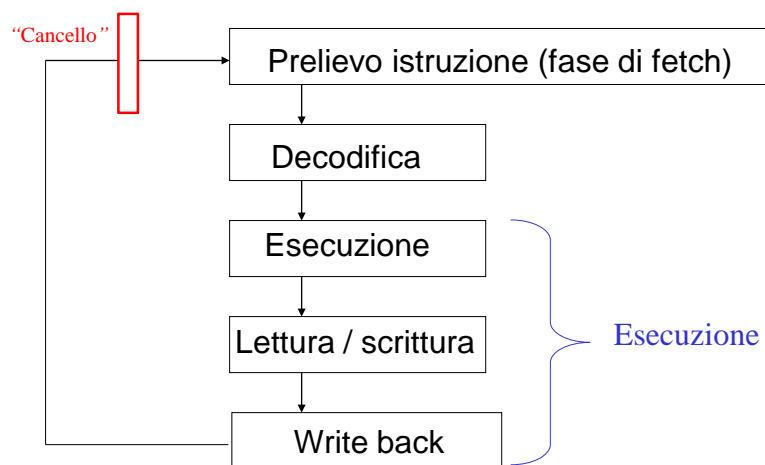 “Cancello”
Prelievo istruzione (fase di fetch)
Decodifica
Esecuzione
Lettura / scrittura
Esecuzione
Write back